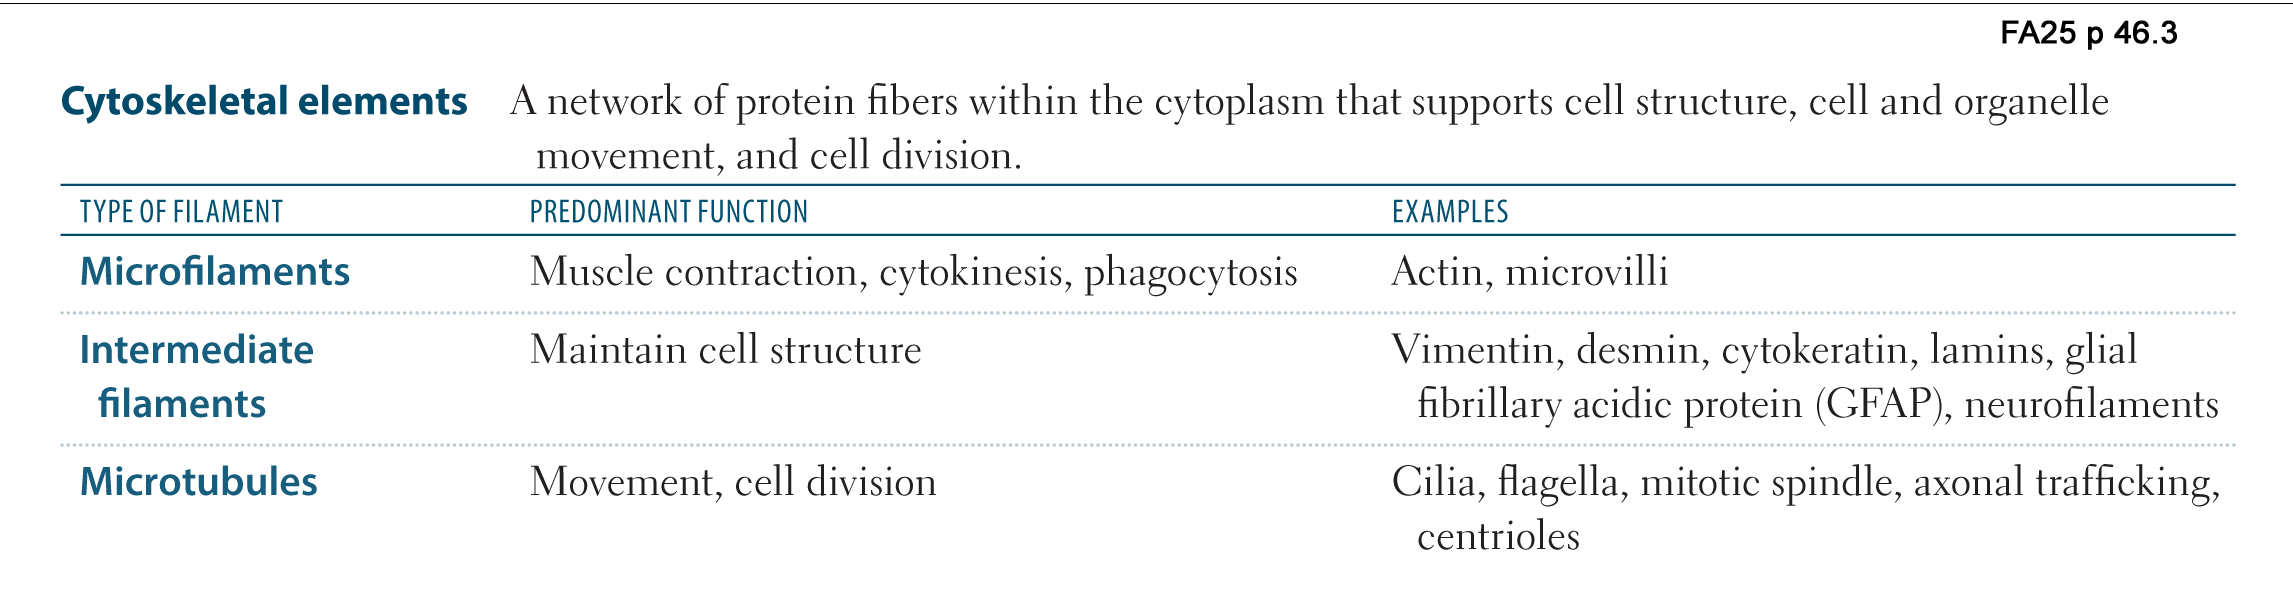 FA25 p 46.3
Cytoskeletal elements A network of protein fibers within the cytoplasm that supports cell structure, cell and organelle
movement, and cell division.
TYPE OF FILAMENT PREDOMINANT FUNCTION EXAMPLES
Microfilaments Muscle contraction, cytokinesis, phagocytosis Actin, microvilli
Intermediate Maintain cell structure Vimentin, desmin, cytokeratin, lamins, glial
filaments fibrillary acidic protein (GFAP), neurofilaments
Microtubules Movement, cell division Cilia, flagella, mitotic spindle, axonal trafficking,
centrioles